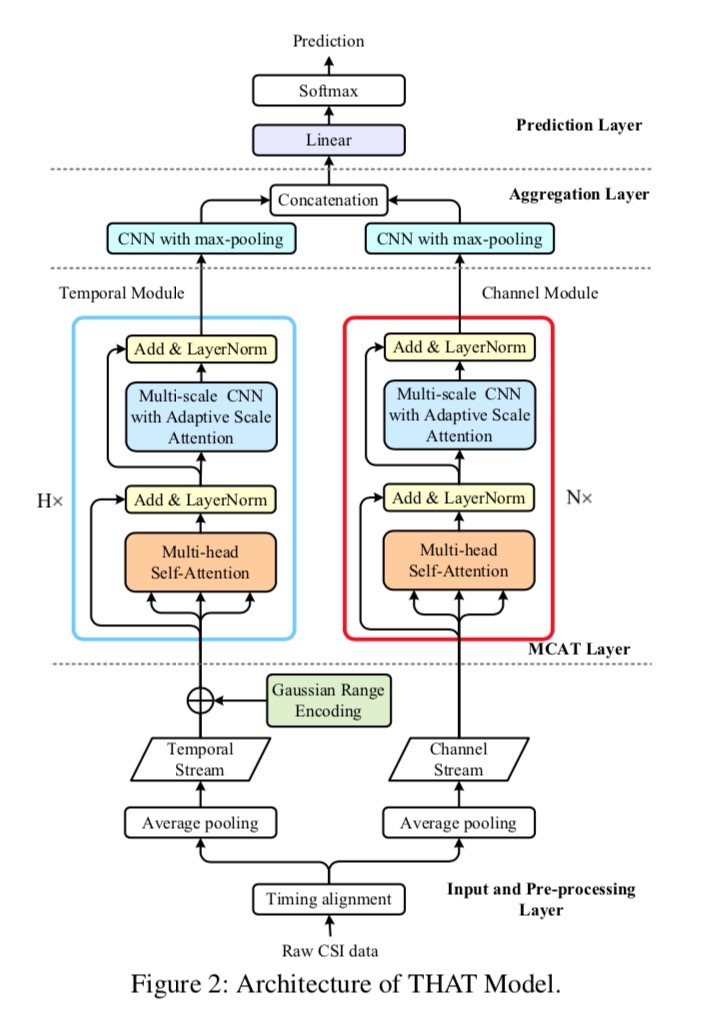 Prediction
Softmax
Prediction Layer
Linear
Aggregation Layer
Concatenation
CNN with max-pooling
CNN with max-pooling
Temporal Module
Channel Module
Add & LayerNorm
Add & LayerNorm
Multi-scale CNN
with Adaptive Scale
Attention
Multi-scale CNN
with Adaptive Scale
Attention
H×
Add & LayerNorm
Add & LayerNorm
N×
Multi-head
Self-Attention
Multi-head
Self-Attention
MCAT Layer
Gaussian Range
Encoding
Temporal
Stream
Channel
Stream
Average pooling
Average pooling
Timing alignment
Input and Pre-processing
Layer
Raw CSI data
Figure 2: Architecture of THAT Model.